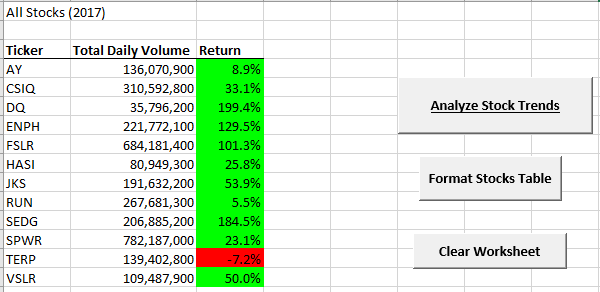 All Stocks (2017)
Ticker Total Daily Volume Return
AY 136,070,900 8.9%
CSIQ 310,592,800 33.1%
DQ 35,796,200 199.4%
ENPH 221,772,100 129.5%
FSLR 684,181,400 101.3%
HASI 80,949,300 25.8%
JKS 191,632,200 53.9%
RUN 267,681,300 5.5%
SEDG 206,885,200 184.5%
SPWR 782,187,000 23.1%
TERP 139,402,800 -7.2%
VSLR 109,487,900 50.0%
Analyze Stock Trends
Format Stocks Table
Clear Worksheet